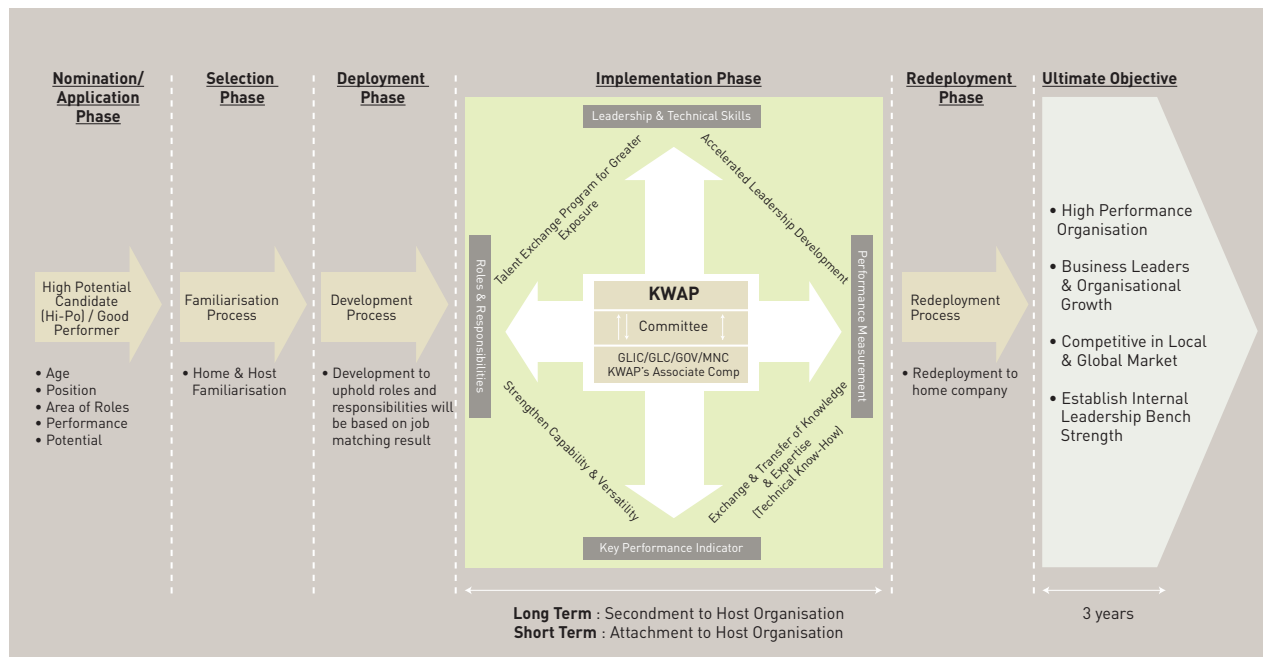 Nomination/
Application
Phase
Selection
Phase
Deployment
Phase
Implementation Phase
Redeployment
Phase
Ultimate Objective
High Potential
Candidate
(Hi-Po) / Good
Performer
• Age
• Position
• Area of Roles
• Performance
• Potential
Familiarisation
Process
• Home & Host
Familiarisation
Development
Process
• Development to
uphold roles and
responsibilities will
be based on job
matching result
Leadership & Technical Skills
Talent Exchange Program for Greater
Exposure
Accelerated Leadership Development
Roles & Responsibilities
KWAP
Committee
GLIC/GLC/GOV/MNC
KWAP's Associate Comp
Performance Measurement
Strengthen Capability & Versatility
Exchange & Transfer of Knowledge
& Expertise
(Technical Know-How)
Key Performance Indicator
Long Term : Secondment to Host Organisation
Short Term : Attachment to Host Organisation
Redeployment
Process
• Redeployment to
home company
• High Performance
Organisation
• Business Leaders
& Organisational
Growth
• Competitive in Local
& Global Market
• Establish Internal
Leadership Bench
Strength
3 years